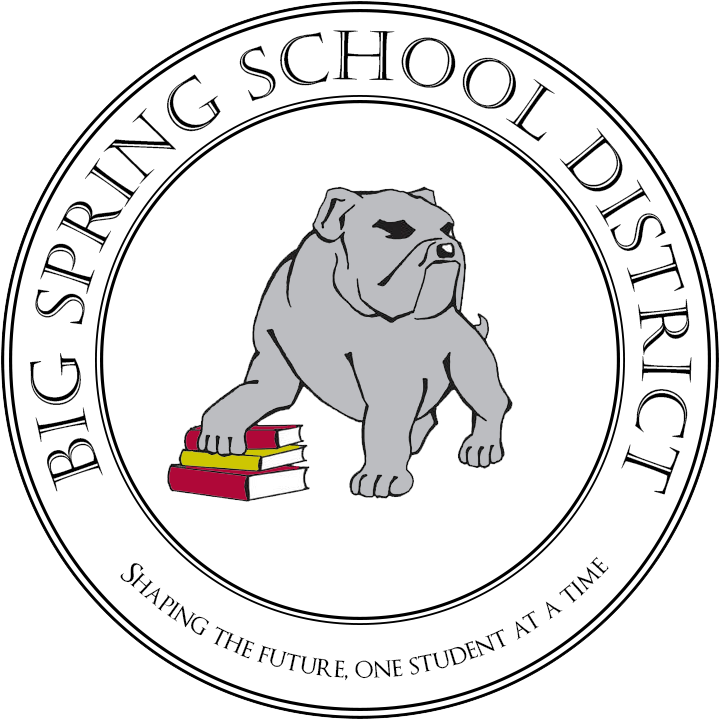 BIG SPRING SCHOOL DISTRICT
SHAPING THE FUTURE, ONE STUDENT AT A TIME